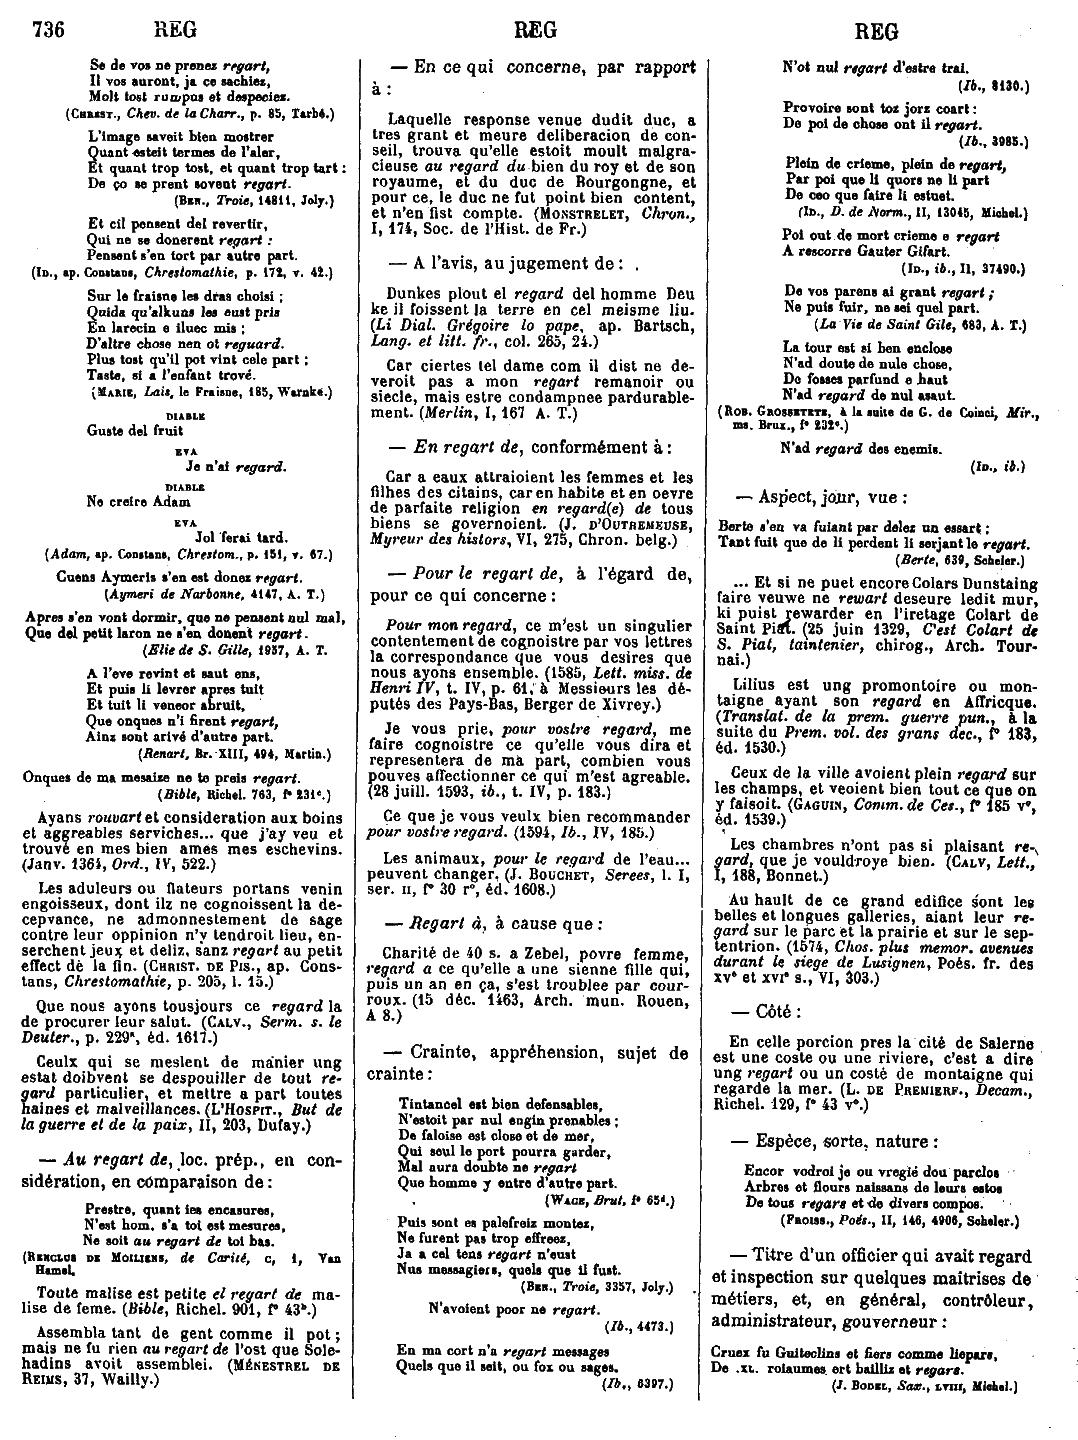 736 REG REG REG
Se de vos ne prenez regart,
Il vos auront, ja ce sachiez,
Molt tost rompus et despeciez.
(CHREST., Chev. de la Charr., p. 85, Tarbé.)
L'image saveit bien mostrer
Quant esteit termes de l'aler,
Et quant trop tost, et quant trop tart :
De ço se prent sovent regart.
(BEN., Troie, 14811, Joly.)
Et cil pensent del revertir,
Qui ne se donerent regart :
Pensent s'en tort par autre part.
(ID., ap. Constans, Chrestomathie, p. 172, v. 42.)
Sur le fraisne les dras choisi ;
Quida qu'alkuns les eust pris
En larecin e iluec mis ;
D'altre chose nen ot reguard.
Plus tost qu'il pot vint cele part ;
Taste, si a l'enfant trové.
(MARIE, Lais, le Fraisne, 185, Warnke.)
DIABLE
Guste del fruit
EVA
Je n'ai regard.
DIABLE
Ne creire Adam
EVA
Jol ferai tard.
(Adam, ap. Constans, Chrestom., p. 151, v. 67.)
Cuens Aymeris s'en est donez regart.
(Aymeri de Narbonne, 4147, A. T.)
Apres s'en vont dormir, que ne pensent nul mal,
Que del petit laron ne s'en donent regart.
(Elie de S. Gille, 1957, A. T.
A l'eve revint et saut ens,
Et puis li levrer apres tuit
Et tuit li veneor abruit,
Que onques n'i firent regart,
Ainz sont arivé d'autre part.
(Renart, Br. XIII, 494, Martin.)
Onques de ma mesaize ne te preis regart.
(Bible, Richel. 763, f° 231ᶜ.)
Ayans rouvart et consideration aux boins
et aggreables serviches... que j'ay veu et
trouvé en mes bien ames mes eschevins.
(Janv. 1364, Ord., IV, 522.)
Les aduleurs ou flateurs portans venin
engoisseux, dont ilz ne cognoissent la de-
cepvance, ne admonnestement de sage
contre leur oppinion n'y tendroit lieu, en-
serchent jeux et deliz, sanz regart au petit
effect de la fin. (CHRIST. DE PIS., ap. Cons-
tans, Chrestomathie, p. 205, l. 15.)
Que nous ayons tousjours ce regard la
de procurer leur salut. (CALV., Serm. s. le
Deuter., p. 229ᵃ, éd. 1617.)
Ceulx qui se meslent de manier ung
estat doibvent se despouiller de tout re-
gard particulier, et mettre a part toutes
haines et malveillances. (L'HOSPIT., But de
la guerre et de la paix, II, 203, Dufay.)
— Au regart de, loc. prép., en con-
sidération, en comparaison de :
Prestre, quant les encasures,
N'est hom, s'a toi est mesures,
Ne soit au regart de toi bas.
(RENCLUS DE MOILIENS, de Carité, c, 1, Van
Hamel.
Toute malise est petite el regart de ma-
lise de feme. (Bible, Richel. 901, f° 43ᵇ.)
Assembla tant de gent comme il pot ;
mais ne fu rien au regart de l'ost que Sole-
hadins avoit assemblei. (MÉNESTREL DE
REIMS, 37, Wailly.)
— En ce qui concerne, par rapport
à :
Laquelle response venue dudit duc, a
tres grant et meure deliberacion de con-
seil, trouva qu'elle estoit moult malgra-
cieuse au regard du bien du roy et de son
royaume, et du duc de Bourgongne, et
pour ce, le duc ne fut point bien content,
et n'en fist compte. (MONSTRELET, Chron.,
I, 174, Soc. de l'Hist. de Fr.)
— A l'avis, au jugement de :
Dunkes plout el regard del homme Deu
ke il foissent la terre en cel meisme liu.
(Li Dial. Grégoire lo pape, ap. Bartsch,
Lang. et litt. fr., col. 265, 24.)
Car ciertes tel dame com il dist ne de-
veroit pas a mon regart remanoir ou
siecle, mais estre condampnee pardurable-
ment. (Merlin, I, 167 A. T.)
— En regart de, conformément à :
Car a eaux attraioient les femmes et les
filhes des citains, car en habite et en oevre
de parfaite religion en regard(e) de tous
biens se governoient. (J. D'OUTREMEUSE,
Myreur des histors, VI, 275, Chron. belg.)
— Pour le regart de, à l'égard de,
pour ce qui concerne :
Pour mon regard, ce m'est un singulier
contentement de cognoistre par vos lettres
la correspondance que vous desires que
nous ayons ensemble. (1585, Lett. miss. de
Henri IV, t. IV, p. 61, à Messieurs les dé-
putés des Pays-Bas, Berger de Xivrey.)
Je vous prie, pour vostre regard, me
faire cognoistre ce qu'elle vous dira et
representera de ma part, combien vous
pouves affectionner ce qui m'est agreable.
(28 juill. 1593, ib., t. IV, p. 183.)
Ce que je vous veulx bien recommander
pour vostre regard. (1594, Ib., IV, 185.)
Les animaux, pour le regard de l'eau...
peuvent changer. (J. BOUCHET, Serees, l. I,
ser. II, f° 30 r°, éd. 1608.)
— Regart à, à cause que :
Charité de 40 s. a Zebel, povre femme,
regard a ce qu'elle a une sienne fille qui,
puis un an en ça, s'est troublee par cour-
roux. (15 déc. 1463, Arch. mun. Rouen,
A 8.)
— Crainte, appréhension, sujet de
crainte :
Tintancel est bien defensables,
N'estoit par nul engin prenables ;
De faloise est close et de mer,
Qui seul le port pourra garder,
Mal aura doubte ne regart
Que homme y entre d'autre part.
(WACE, Brut, f° 65ᵈ.)
Puis sont es palefreiz montez,
Ne furent pas trop effreez,
Ja a cel tens regart n'eust
Nus messagiers, quels que il fust.
(BEN., Troie, 3357, Joly.)
N'avoient poor ne regart.
(Ib., 4473.)
En ma cort n'a regart messages
Quels que il seit, ou fox ou sages.
(Ib., 6397.)
N'ot nul regart d'estre trai.
(Ib., 8130.)
Provoire sont toz jorz coart :
De poi de chose ont il regart.
(Ib., 3985.)
Plein de crieme, plein de regart,
Par poi que li quors ne li part
De ceo que faire li estuet.
(ID., D. de Norm., II, 13045, Michel.)
Poi out de mort crieme e regart
A rescorre Gauter Gifart.
(ID., ib., II, 37490.)
De vos parens ai grant regart ;
Ne puis fuir, ne sei quel part.
(La Vie de Saint Gile, 683, A. T.)
La tour est si ben enclose
N'ad doute de nule chose,
De fosses parfund e haut
N'ad regard de nul asaut.
(ROB. GROSSETETE, à la suite de G. de Coinci, Mir.,
ms. Brux., f° 232ᵉ.)
N'ad regard des enemis.
(ID., ib.)
— Aspect, jour, vue :
Berte s'en va fuiant par delez un essart ;
Tant fuit que de li perdent li serjant le regart.
(Berte, 639, Scheler.)
... Et si ne puet encore Colars Dunstaing
faire veuwe ne rewart deseure ledit mur,
ki puist rewarder en l'iretage Colart de
Saint Piat. (25 juin 1329, C'est Colart de
S. Piat, taintenier, chirog., Arch. Tour-
nai.)
Lilius est ung promontoire ou mon-
taigne ayant son regard en Affricque.
(Translat. de la prem. guerre pun., à la
suite du Prem. vol. des grans dec., f° 183,
éd. 1530.)
Ceux de la ville avoient plein regard sur
les champs, et veoient bien tout ce que on
y faisoit. (GAGUIN, Comm. de Ces., f° 185 v°,
éd. 1539.)
Les chambres n'ont pas si plaisant re-
gard, que je vouldroye bien. (CALV, Lett.,
I, 188, Bonnet.)
Au hault de ce grand edifice sont les
belles et longues galleries, aiant leur re-
gard sur le parc et la prairie et sur le sep-
tentrion. (1574, Chos. plus memor. avenues
durant le siege de Lusignen, Poés. fr. des
XVᵉ et XVIᵉ s., VI, 303.)
— Côté :
En celle porcion pres la cité de Salerne
est une coste ou une riviere, c'est a dire
ung regart ou un costé de montaigne qui
regarde la mer. (L. DE PREMIERF., Decam.,
Richel. 129, f° 43 v°.)
— Espèce, sorte, nature :
Encor vodroi je ou vregié dou parclos
Arbres et flours naissans de leurs estos
De tous regars et de divers compos.
(FROISS., Poés., II, 146, 4906, Scheler.)
— Titre d'un officier qui avait regard
et inspection sur quelques maîtrises de
métiers, et, en général, contrôleur,
administrateur, gouverneur :
Cruex fu Guiteclins et fiers comme liepars,
De .XL. roiaumes ert bailliz et regars.
(J. BODEL, Sax., LVIII, Michel.)